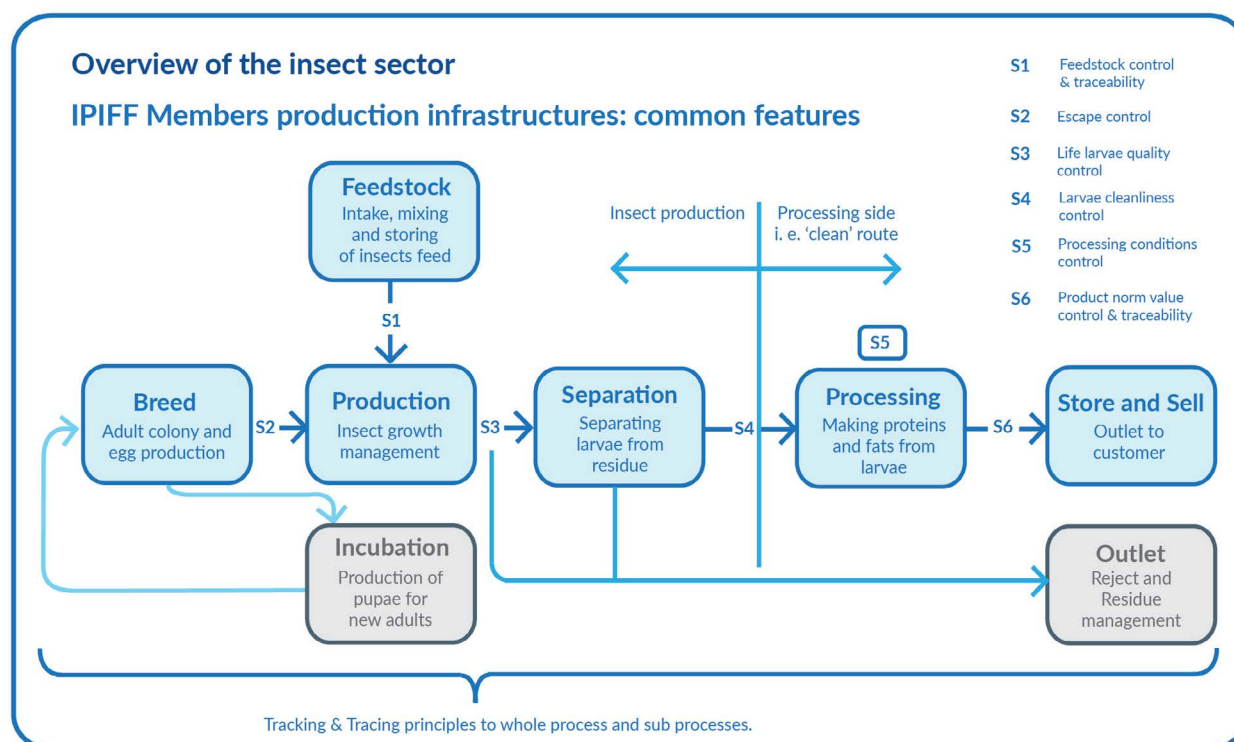 Overview of the insect sector
IPIFF Members production infrastructures: common features
S1 Feedstock control
& traceability
S2 Escape control
S3 Life larvae quality
control
S4 Larvae cleanliness
control
S5 Processing conditions
control
S6 Product norm value
control & traceability
Feedstock
Intake, mixing
and storing
of insects feed
Insect production
Processing side
i. e. ‘clean’ route
S1
S5
Breed
Adult colony and
egg production
S2
Production
Insect growth
management
S3
Separation
Separating
larvae from
residue
S4
Processing
Making proteins
and fats from
larvae
S6
Store and Sell
Outlet to
customer
Incubation
Production of
pupae for
new adults
Outlet
Reject and
Residue
management
Tracking & Tracing principles to whole process and sub processes.